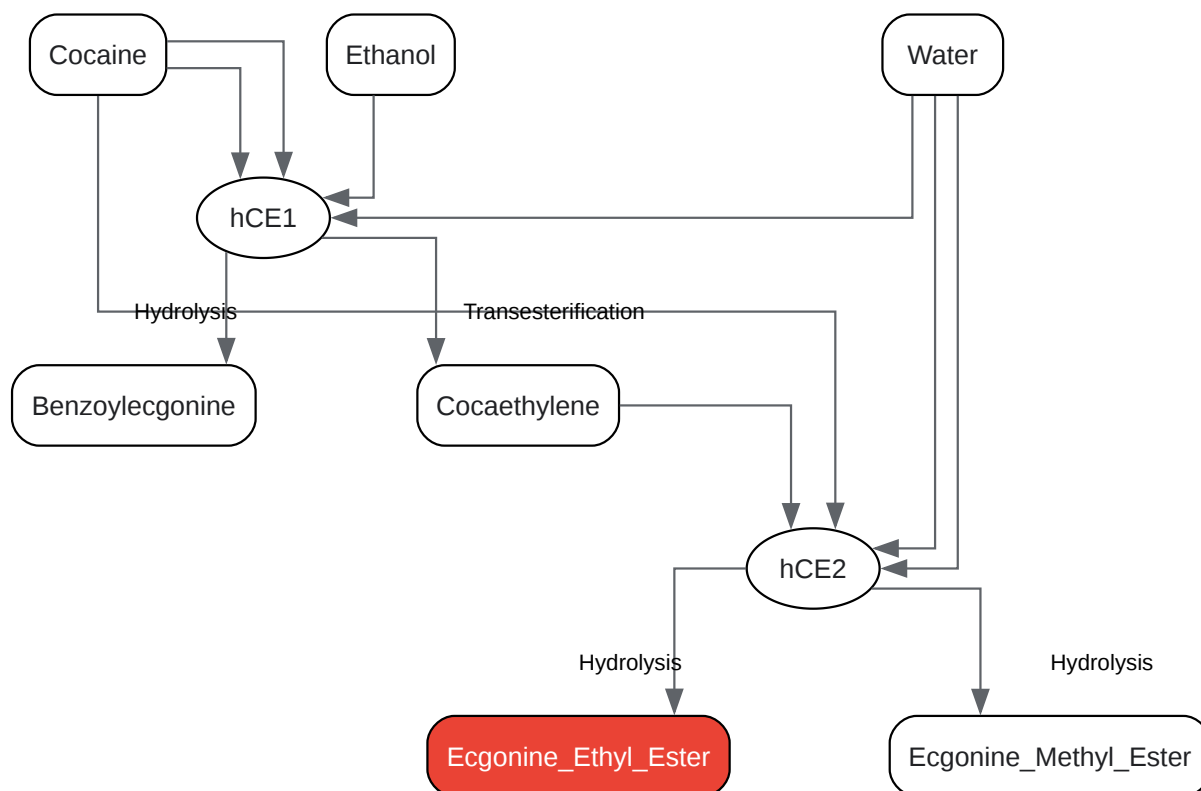 Cocaine
Ethanol
Water
hCE1
Hydrolysis
Transesterification
Benzoylecgonine
Cocaethylene
hCE2
Hydrolysis
Hydrolysis
Ecgonine_Ethyl_Ester
Ecgonine_Methyl_Ester